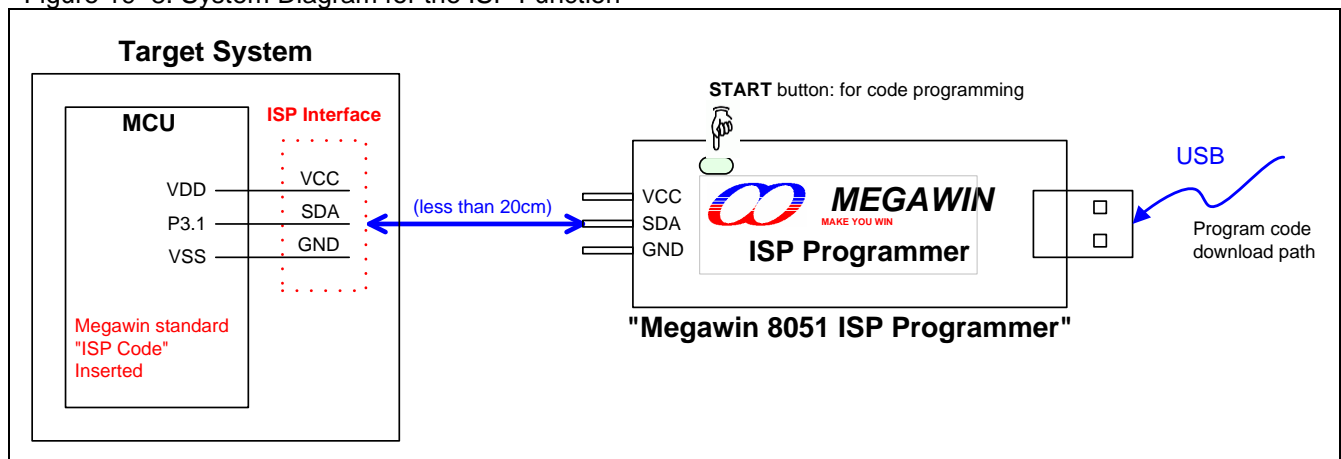 Target System
MCU
ISP Interface
VDD
VCC
P3.1
SDA
VSS
GND
Megawin standard
"ISP Code"
Inserted
(less than 20cm)
START button: for code programming
VCC
SDA
GND
MEGAWIN
MAKE YOU WIN
ISP Programmer
"Megawin 8051 ISP Programmer"
USB
Program code
download path